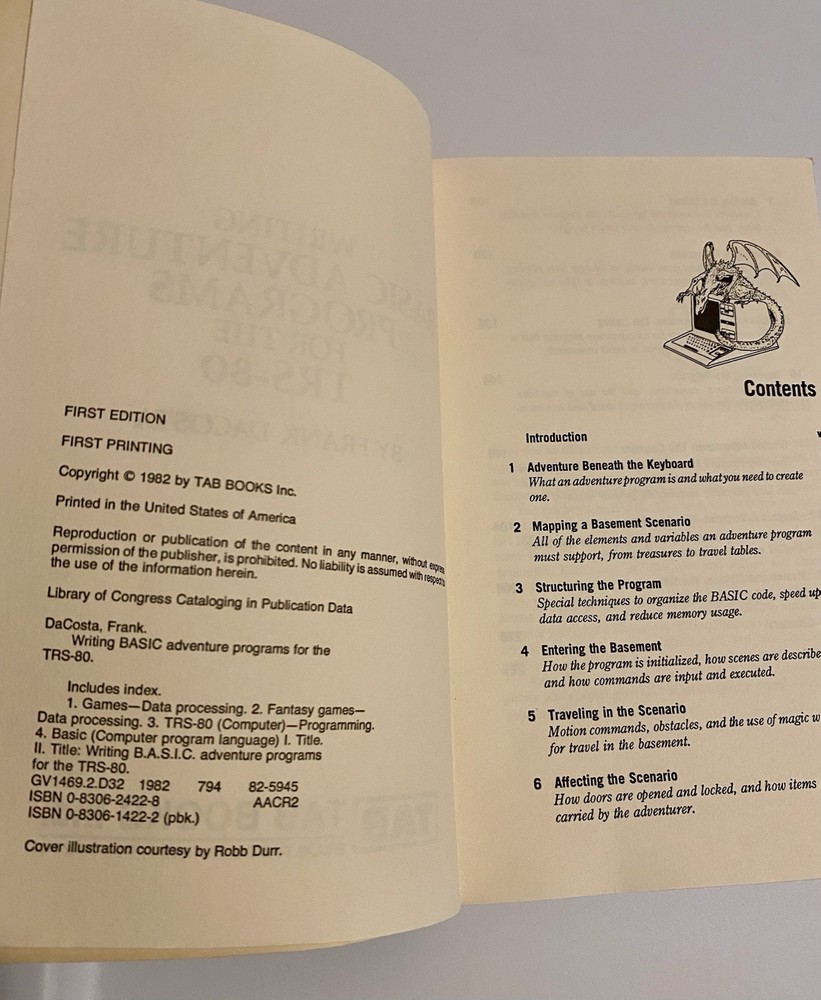 FIRST EDITION
FIRST PRINTING
Copyright © 1982 by TAB BOOKS Inc.
Printed in the United States of America
Reproduction or publication of the content in any manner, without express
permission of the publisher, is prohibited. No liability is assumed with respect to
the use of the information herein.
Library of Congress Cataloging in Publication Data
DaCosta, Frank.
Writing BASIC adventure programs for the
TRS-80.
Includes index.
1. Games—Data processing. 2. Fantasy games—
Data processing. 3. TRS-80 (Computer)—Programming.
4. Basic (Computer program language) I. Title.
II. Title: Writing B.A.S.I.C. adventure programs
for the TRS-80.
GV1469.2.D32 1982 794 82-5945
ISBN 0-8306-2422-8 AACR2
ISBN 0-8306-1422-2 (pbk.)
Cover illustration courtesy by Robb Durr.
Contents
Introduction
1 Adventure Beneath the Keyboard
What an adventure program is and what you need to create
one.
2 Mapping a Basement Scenario
All of the elements and variables an adventure program
must support, from treasures to travel tables.
3 Structuring the Program
Special techniques to organize the BASIC code, speed up
data access, and reduce memory usage.
4 Entering the Basement
How the program is initialized, how scenes are describe
and how commands are input and executed.
5 Traveling in the Scenario
Motion commands, obstacles, and the use of magic w
for travel in the basement.
6 Affecting the Scenario
How doors are opened and locked, and how items
carried by the adventurer.